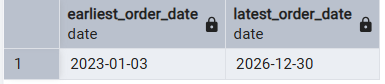 earliest_order_date latest_order_date
date date
1 2023-01-03 2026-12-30